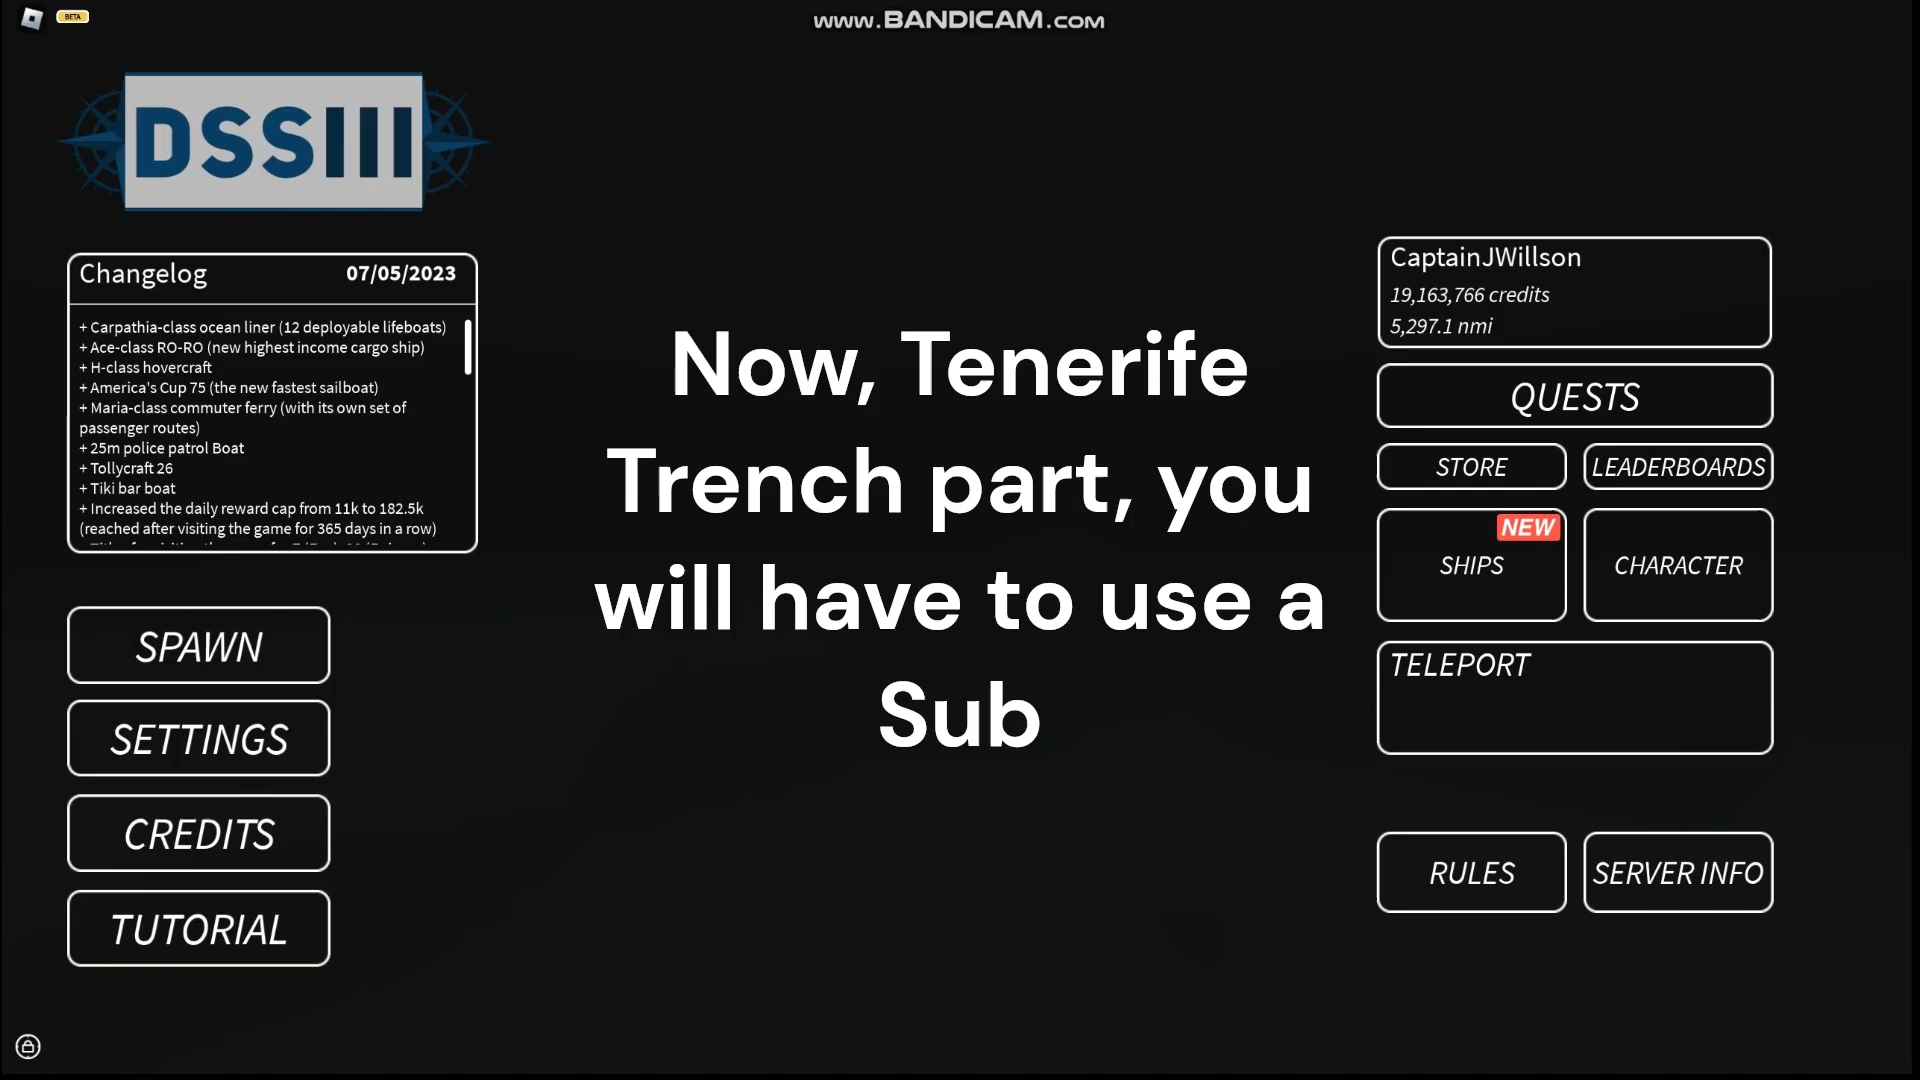 BETA
www.BANDICAM.com
DSSIII
Changelog 07/05/2023
+ Carpathia-class ocean liner (12 deployable lifeboats)
+ Ace-class RO-RO (new highest income cargo ship)
+ H-class hovercraft
+ America's Cup 75 (the new fastest sailboat)
+ Maria-class commuter ferry (with its own set of
passenger routes)
+ 25m police patrol Boat
+ Tollycraft 26
+ Tiki bar boat
+ Increased the daily reward cap from 11k to 182.5k
(reached after visiting the game for 365 days in a row)
SPAWN
SETTINGS
CREDITS
TUTORIAL
Now, Tenerife
Trench part, you
will have to use a
Sub
CaptainJWillson
19,163,766 credits
5,297.1 nmi
QUESTS
STORE
LEADERBOARDS
NEW
SHIPS
CHARACTER
TELEPORT
RULES
SERVER INFO